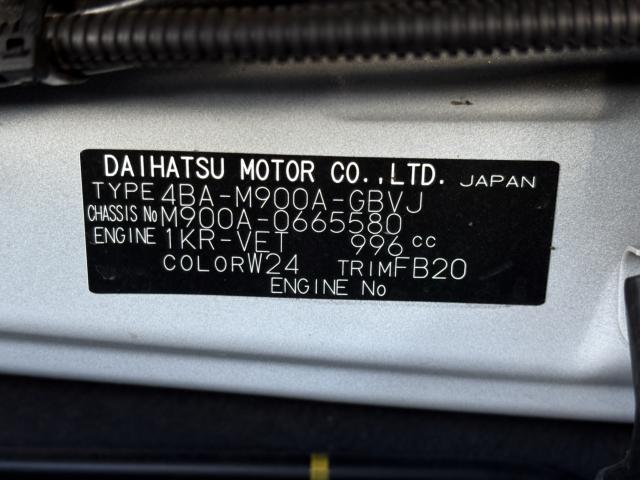 DAIHATSU MOTOR CO.,LTD. JAPAN
TYPE 4BA-M900A-GBVJ
CHASSIS No M900A-0665580
ENGINE 1KR-VET 996 cc
COLOR W24 TRIM FB20
ENGINE No